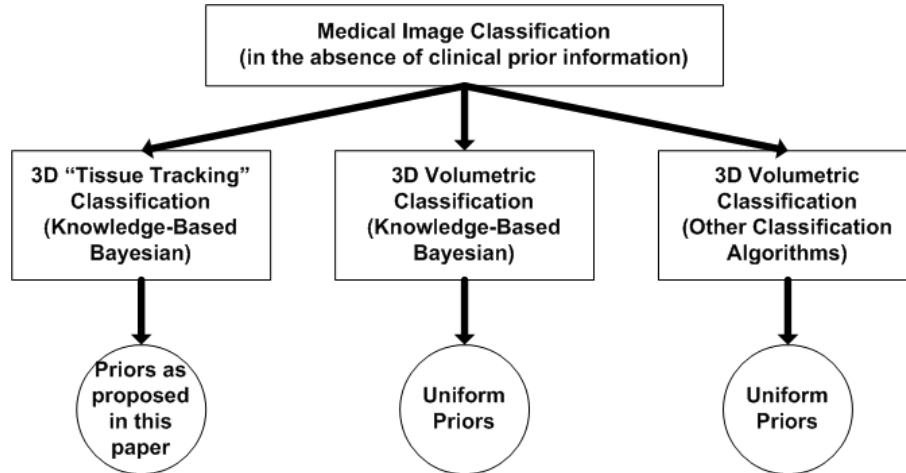 Medical Image Classification
(in the absence of clinical prior information)
3D “Tissue Tracking”
Classification
(Knowledge-Based
Bayesian)
3D Volumetric
Classification
(Knowledge-Based
Bayesian)
3D Volumetric
Classification
(Other Classification
Algorithms)
Priors as
proposed
in this
paper
Uniform
Priors
Uniform
Priors